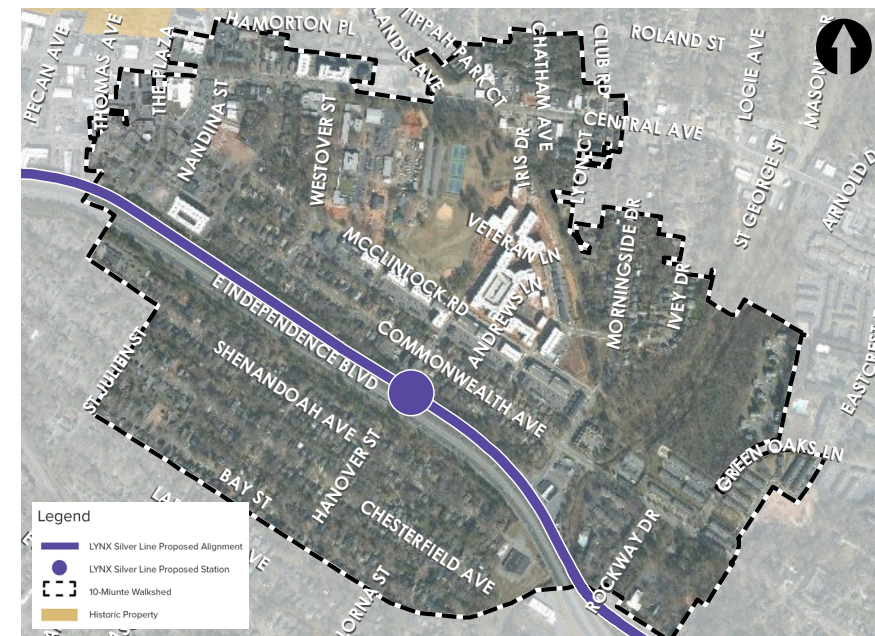 HAMORTON PL
LANDIS AVE
TIPPAH PARK CT
CHATHAM AVE
CLUB RD
ROLAND ST
LOGIE AVE
PECAN AVE
THOMAS AVE
THE PLAZA
NANDINA ST
WESTOVER ST
IRIS DR
LYON CT
CENTRAL AVE
ST GEORGE ST
VETERAN LN
MORNINGSIDE DR
IVEY DR
MCCLINTOCK RD
ANDREWS LN
E INDEPENDENCE BLVD
COMMONWEALTH AVE
ST JULIEN ST
SHENANDOAH AVE
HANOVER ST
BAY ST
CHESTERFIELD AVE
GREEN OAKS LN
ROCKWAY DR
AVE
Legend
LYNX Silver Line Proposed Alignment
LYNX Silver Line Proposed Station
10-Miunte Walkshed
Historic Property